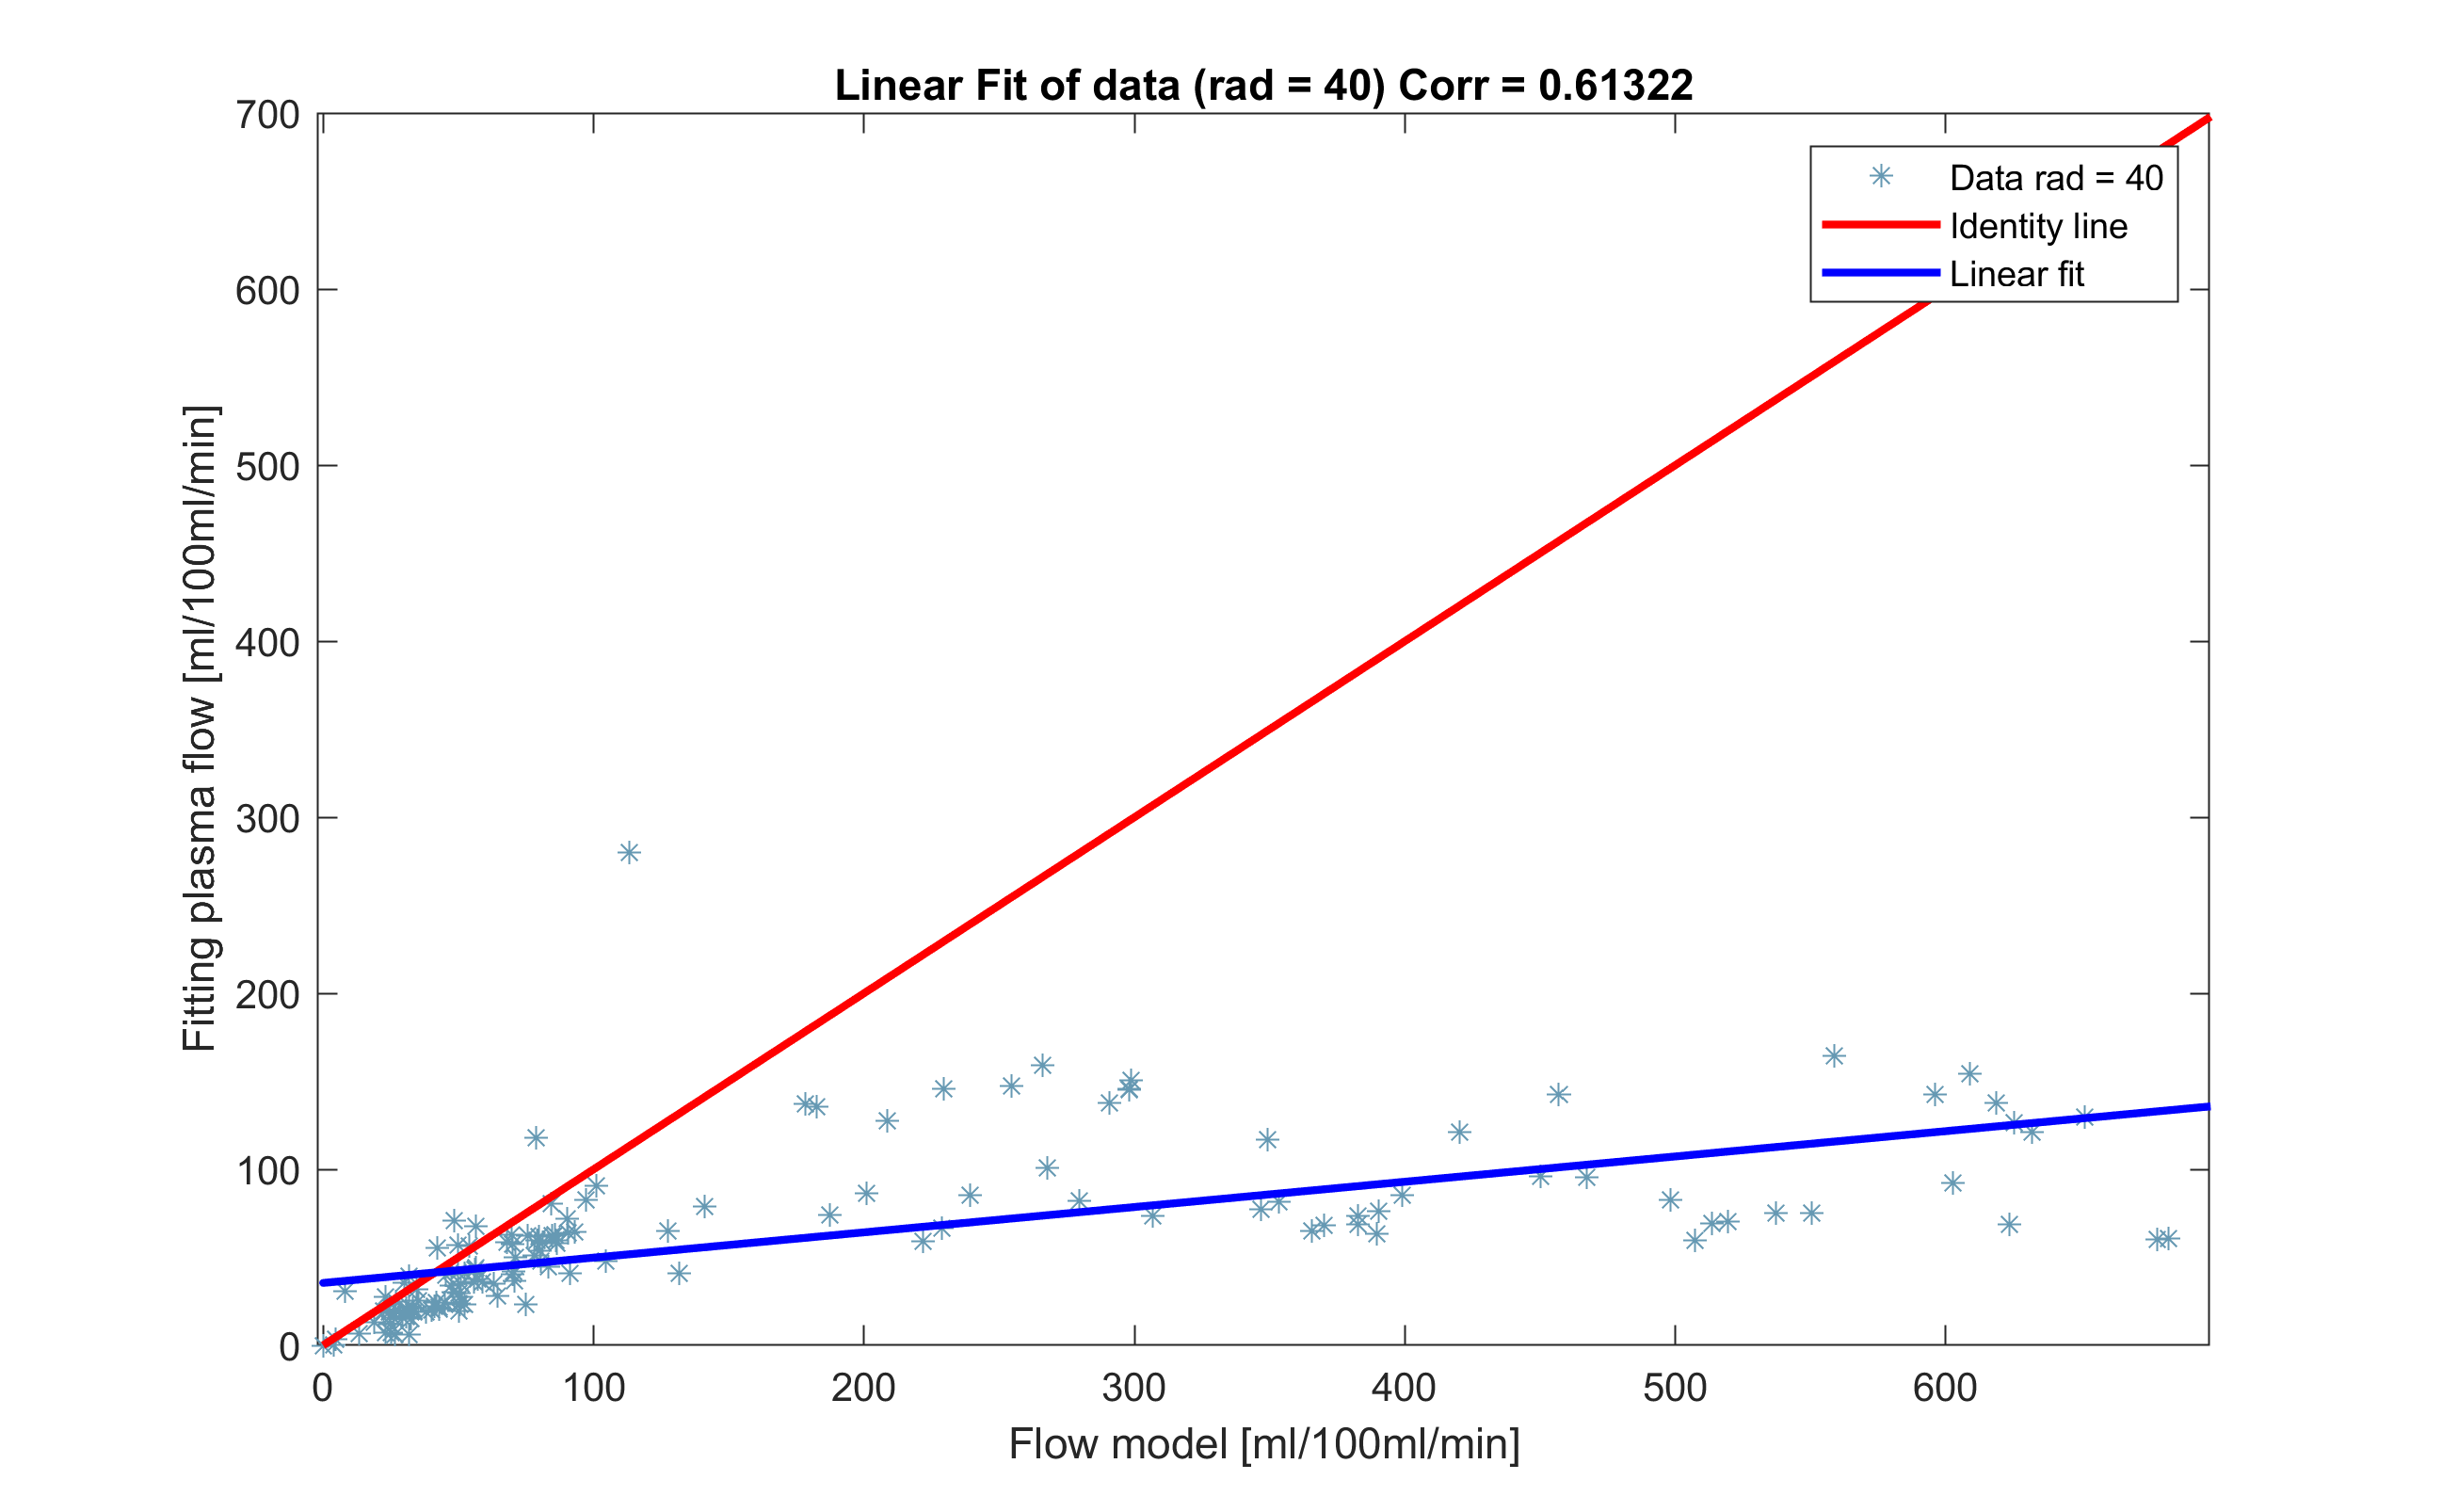 Linear Fit of data (rad = 40) Corr = 0.61322
700
600
500
400
300
200
100
0
Fitting plasma flow [ml/100ml/min]
Data rad = 40
Identity line
Linear fit
0 100 200 300 400 500 600
Flow model [ml/100ml/min]